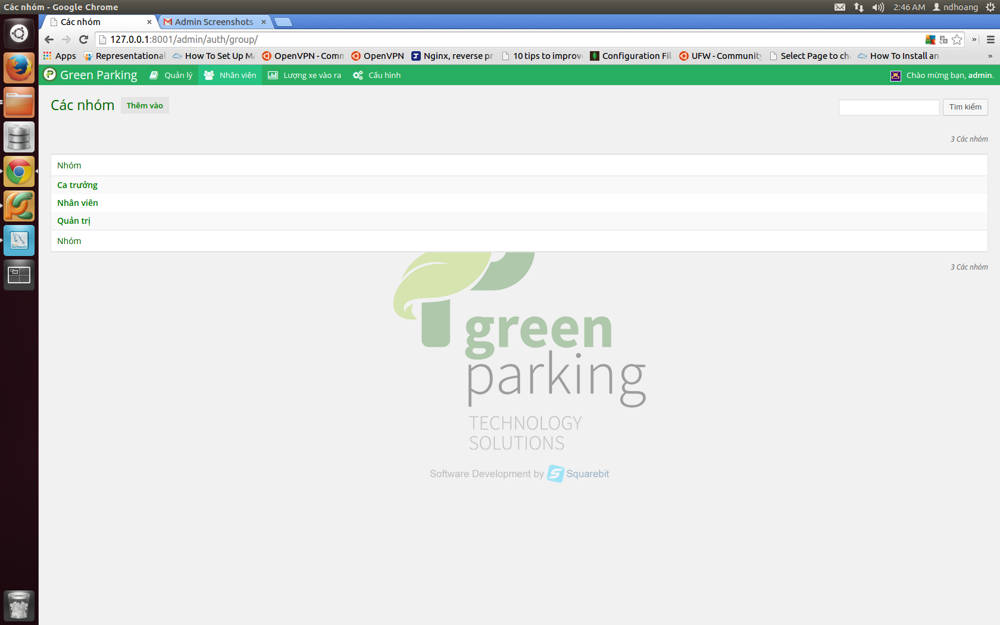 Các nhóm - Google Chrome
2:46 AM ndhoang
Các nhóm
Admin Screenshots
127.0.0.1:8001/admin/auth/group/
Apps Representational How To Set Up OpenVPN - Comm OpenVPN Nginx, reverse pr 10 tips to improv Configuration Fil UFW - Community Select Page to ch How To Install an
Green Parking Quản lý Nhân viên Lượng xe vào ra Cấu hình Chào mừng bạn, admin.
Các nhóm Thêm vào Tìm kiếm
3 Các nhóm
Nhóm
Ca trưởng
Nhân viên
Quản trị
Nhóm
3 Các nhóm
green
parking
TECHNOLOGY
SOLUTIONS
Software Development by Squarebit